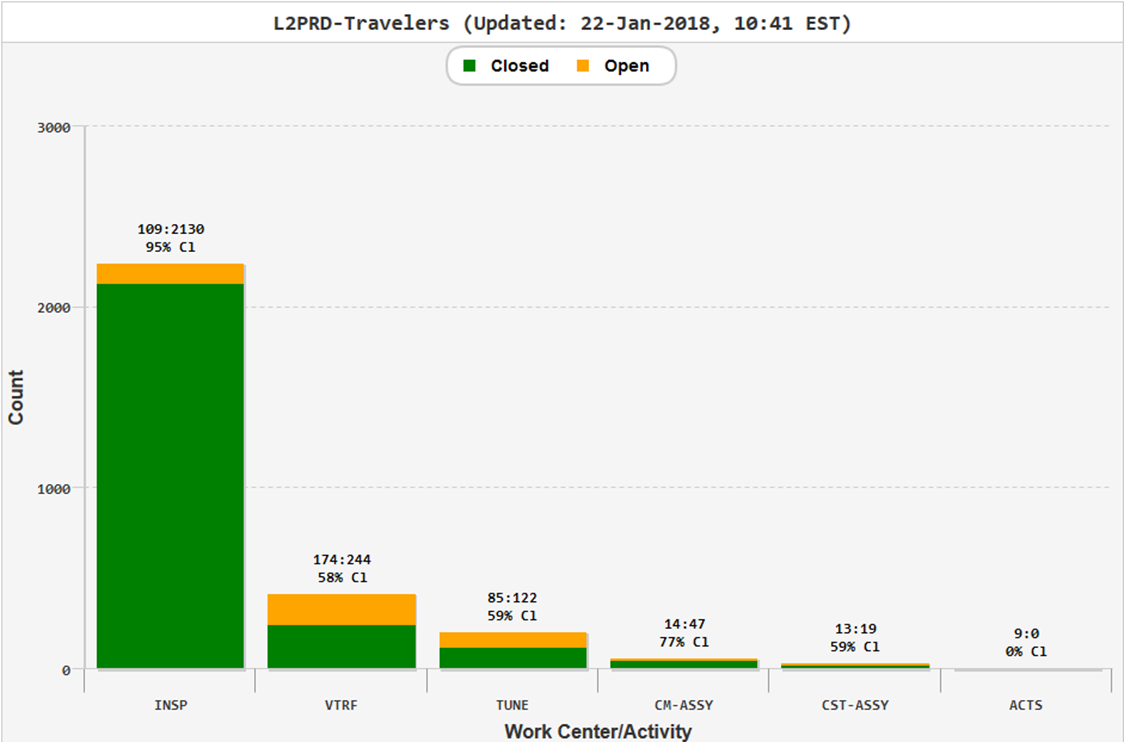 L2PRD-Travelers (Updated: 22-Jan-2018, 10:41 EST)
Closed Open
3000
2000
1000
0
Count
109:2130
95% Cl
174:244
58% Cl
85:122
59% Cl
14:47
77% Cl
13:19
59% Cl
9:0
0% Cl
INSP VTRF TUNE CM-ASSY CST-ASSY ACTS
Work Center/Activity